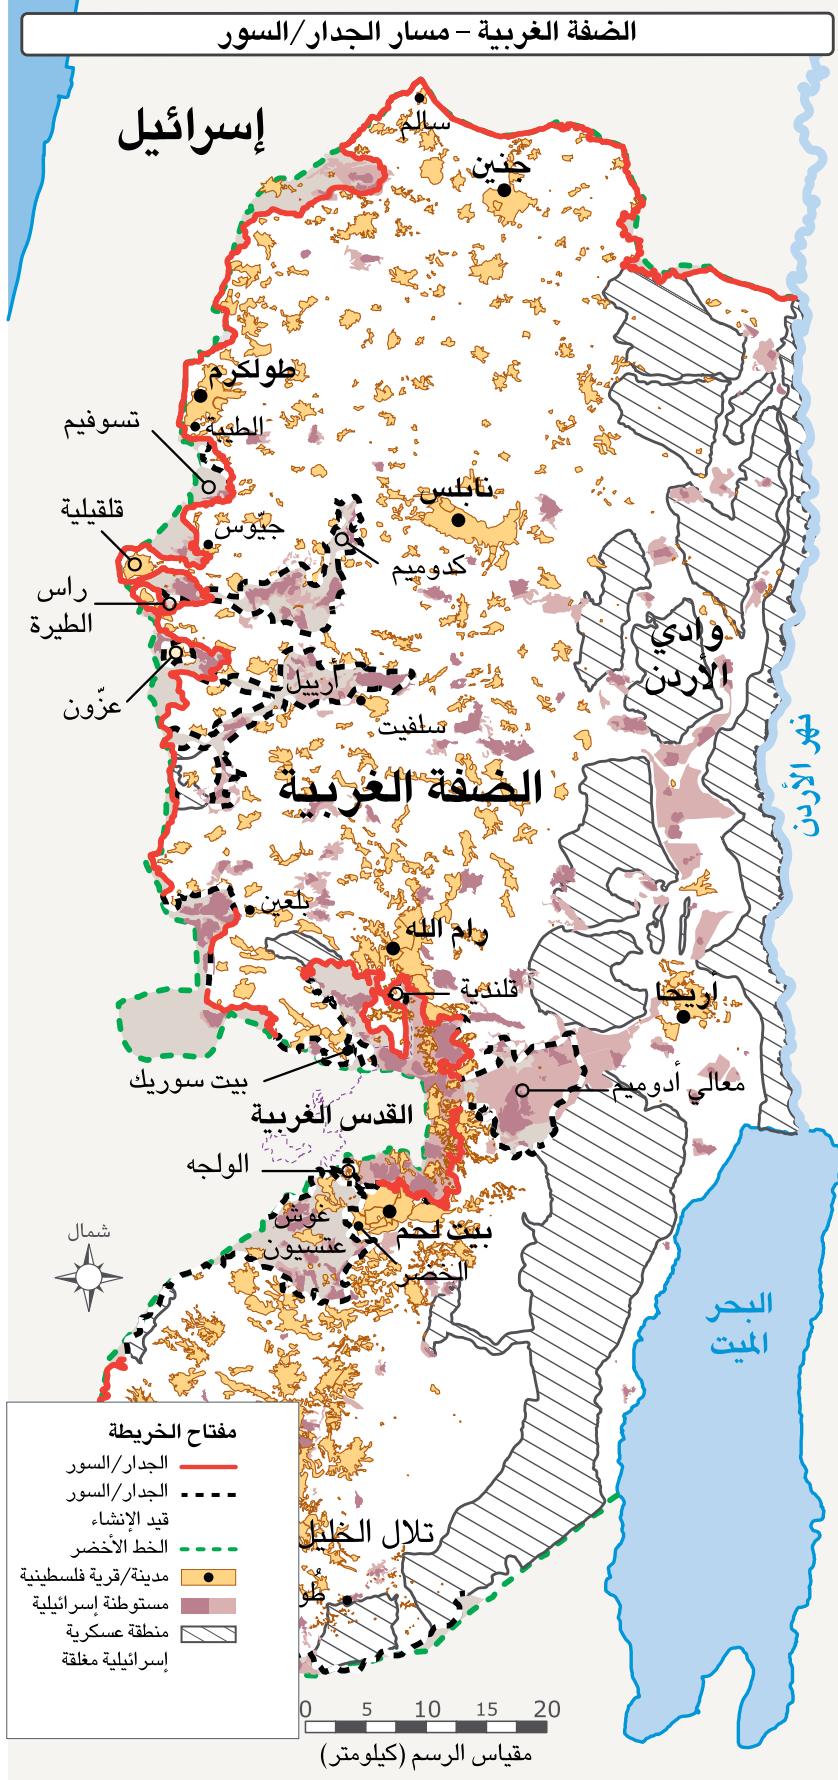 الضفة الغربية – مسار الجدار/السور
إسرائيل
سالم
جنين
طولكرم
الطيبة
تسوفيم
نابلس
قلقيلية
جيّوس
كدوميم
راس
الطيرة
وادي
الأردن
عزّون
أرييل
سلفيت
نهر الأردن
الضفة الغربية
بلعين
رام الله
قلندية
أريحا
بيت سوريك
معالي أدوميم
القدس الغربية
الولجه
غوش
عتسيون
بيت لحم
الخضر
شمال
البحر
الميت
مفتاح الخريطة
الجدار/السور
الجدار/السور
قيد الإنشاء
الخط الأخضر
مدينة/قرية فلسطينية
مستوطنة إسرائيلية
منطقة عسكرية
إسرائيلية مغلقة
تلال الخليل
0 5 10 15 20
مقياس الرسم (كيلومتر)